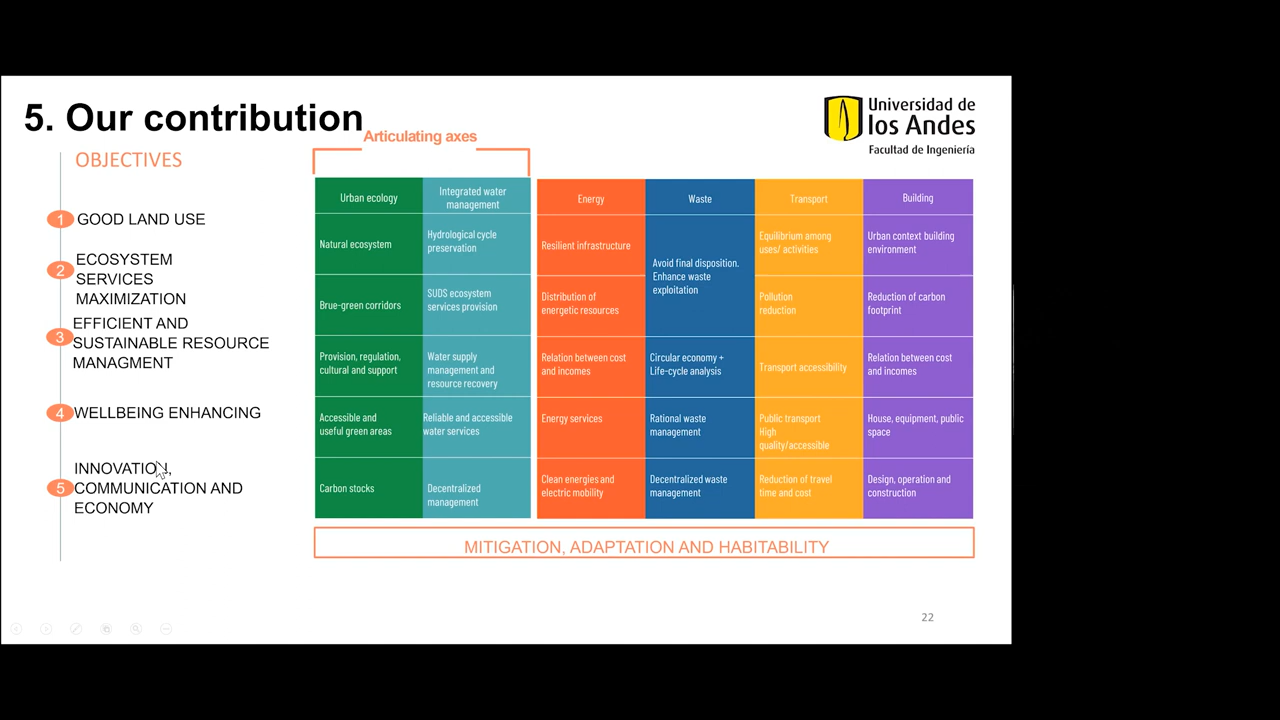 5. Our contribution
Universidad de
los Andes
Facultad de Ingeniería
Articulating axes
OBJECTIVES
1 GOOD LAND USE
2 ECOSYSTEM
SERVICES
MAXIMIZATION
3 EFFICIENT AND
SUSTAINABLE RESOURCE
MANAGMENT
4 WELLBEING ENHANCING
5 INNOVATION,
COMMUNICATION AND
ECONOMY
Urban ecology
Natural ecosystem
Brue-green corridors
Provision, regulation,
cultural and support
Accessible and
useful green areas
Carbon stocks
Integrated water
management
Hydrological cycle
preservation
SUDS ecosystem
services provision
Water supply
management and
resource recovery
Reliable and accessible
water services
Decentralized
management
Energy
Resilient infrastructure
Distribution of
energetic resources
Relation between cost
and incomes
Energy services
Clean energies and
electric mobility
Waste
Avoid final disposition.
Enhance waste
exploitation
Circular economy +
Life-cycle analysis
Rational waste
management
Decentralized waste
management
Transport
Equilibrium among
uses/ activities
Pollution
reduction
Transport accessibility
Public transport
High
quality/accessible
Reduction of travel
time and cost
Building
Urban context building
environment
Reduction of carbon
footprint
Relation between cost
and incomes
House, equipment, public
space
Design, operation and
construction
MITIGATION, ADAPTATION AND HABITABILITY
22